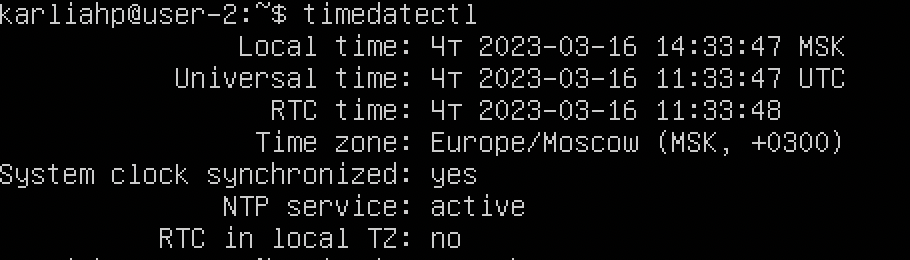 karliahp@user-2:~$ timedatectl
Local time: Чт 2023-03-16 14:33:47 MSK
Universal time: Чт 2023-03-16 11:33:47 UTC
RTC time: Чт 2023-03-16 11:33:48
Time zone: Europe/Moscow (MSK, +0300)
System clock synchronized: yes
NTP service: active
RTC in local TZ: no